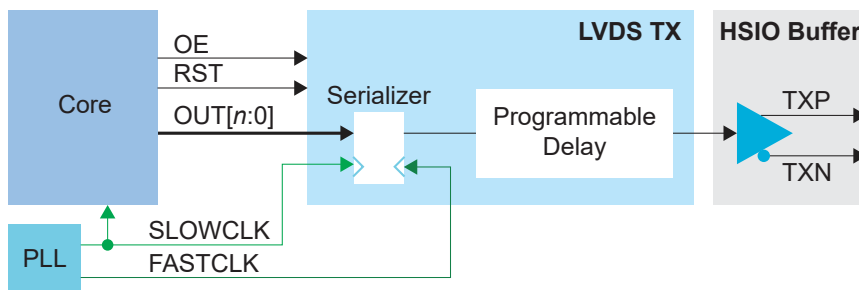 LVDS TX
HSIO Buffer
OE
RST
Core
OUT[n:0]
Serializer
Programmable
Delay
TXP
TXN
SLOWCLK
PLL
FASTCLK